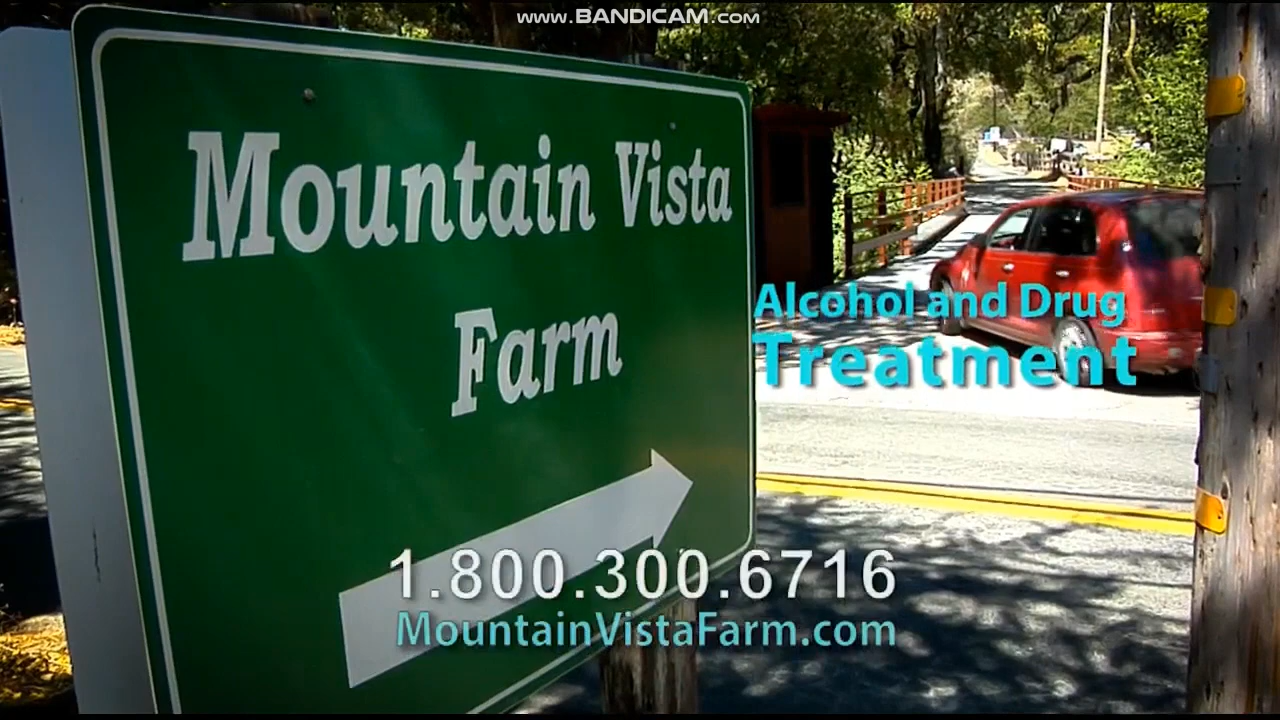 www.BANDICAM.com
Mountain Vista
Farm
Alcohol and Drug
Treatment
1.800.300.6716
MountainVistaFarm.com